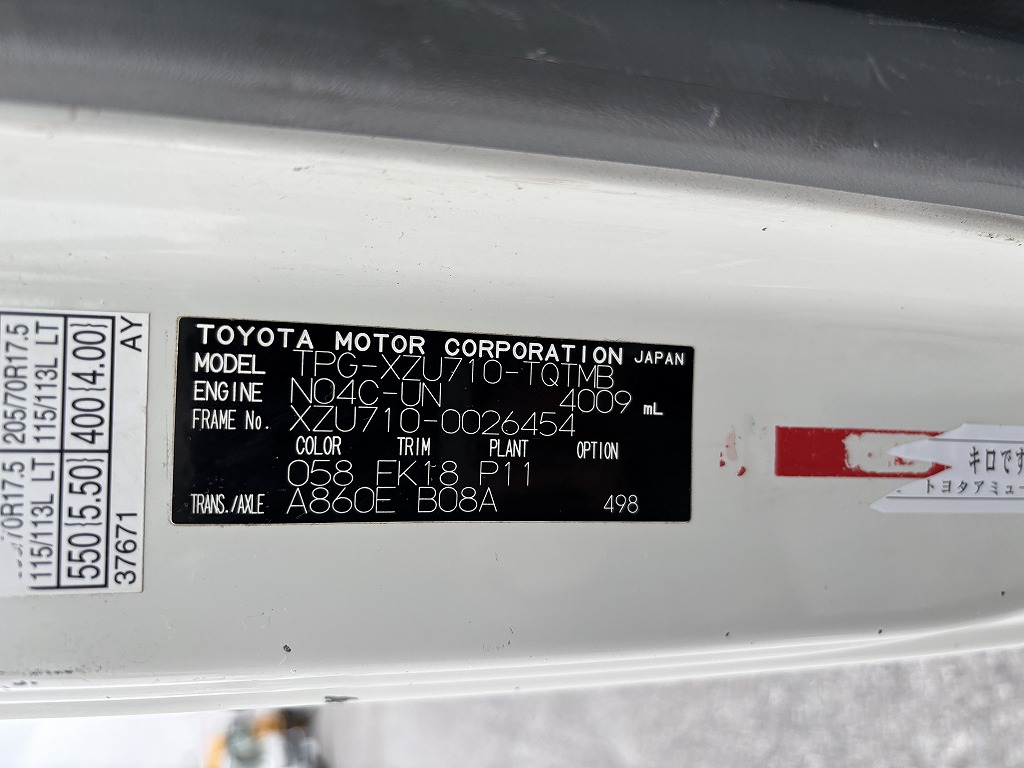 TOYOTA MOTOR CORPORATION JAPAN
MODEL TPG-XZU710-TQTMB
ENGINE N04C-UN 4009 mL
FRAME No. XZU710-0026454
COLOR TRIM PLANT OPTION
058 FK18 P11
TRANS./AXLE A860E B08A 498
205/70R17.5
115/113L LT 115/113L LT
550{5.50} 400{4.00}
37671 AY
キロです
トヨタアミュー